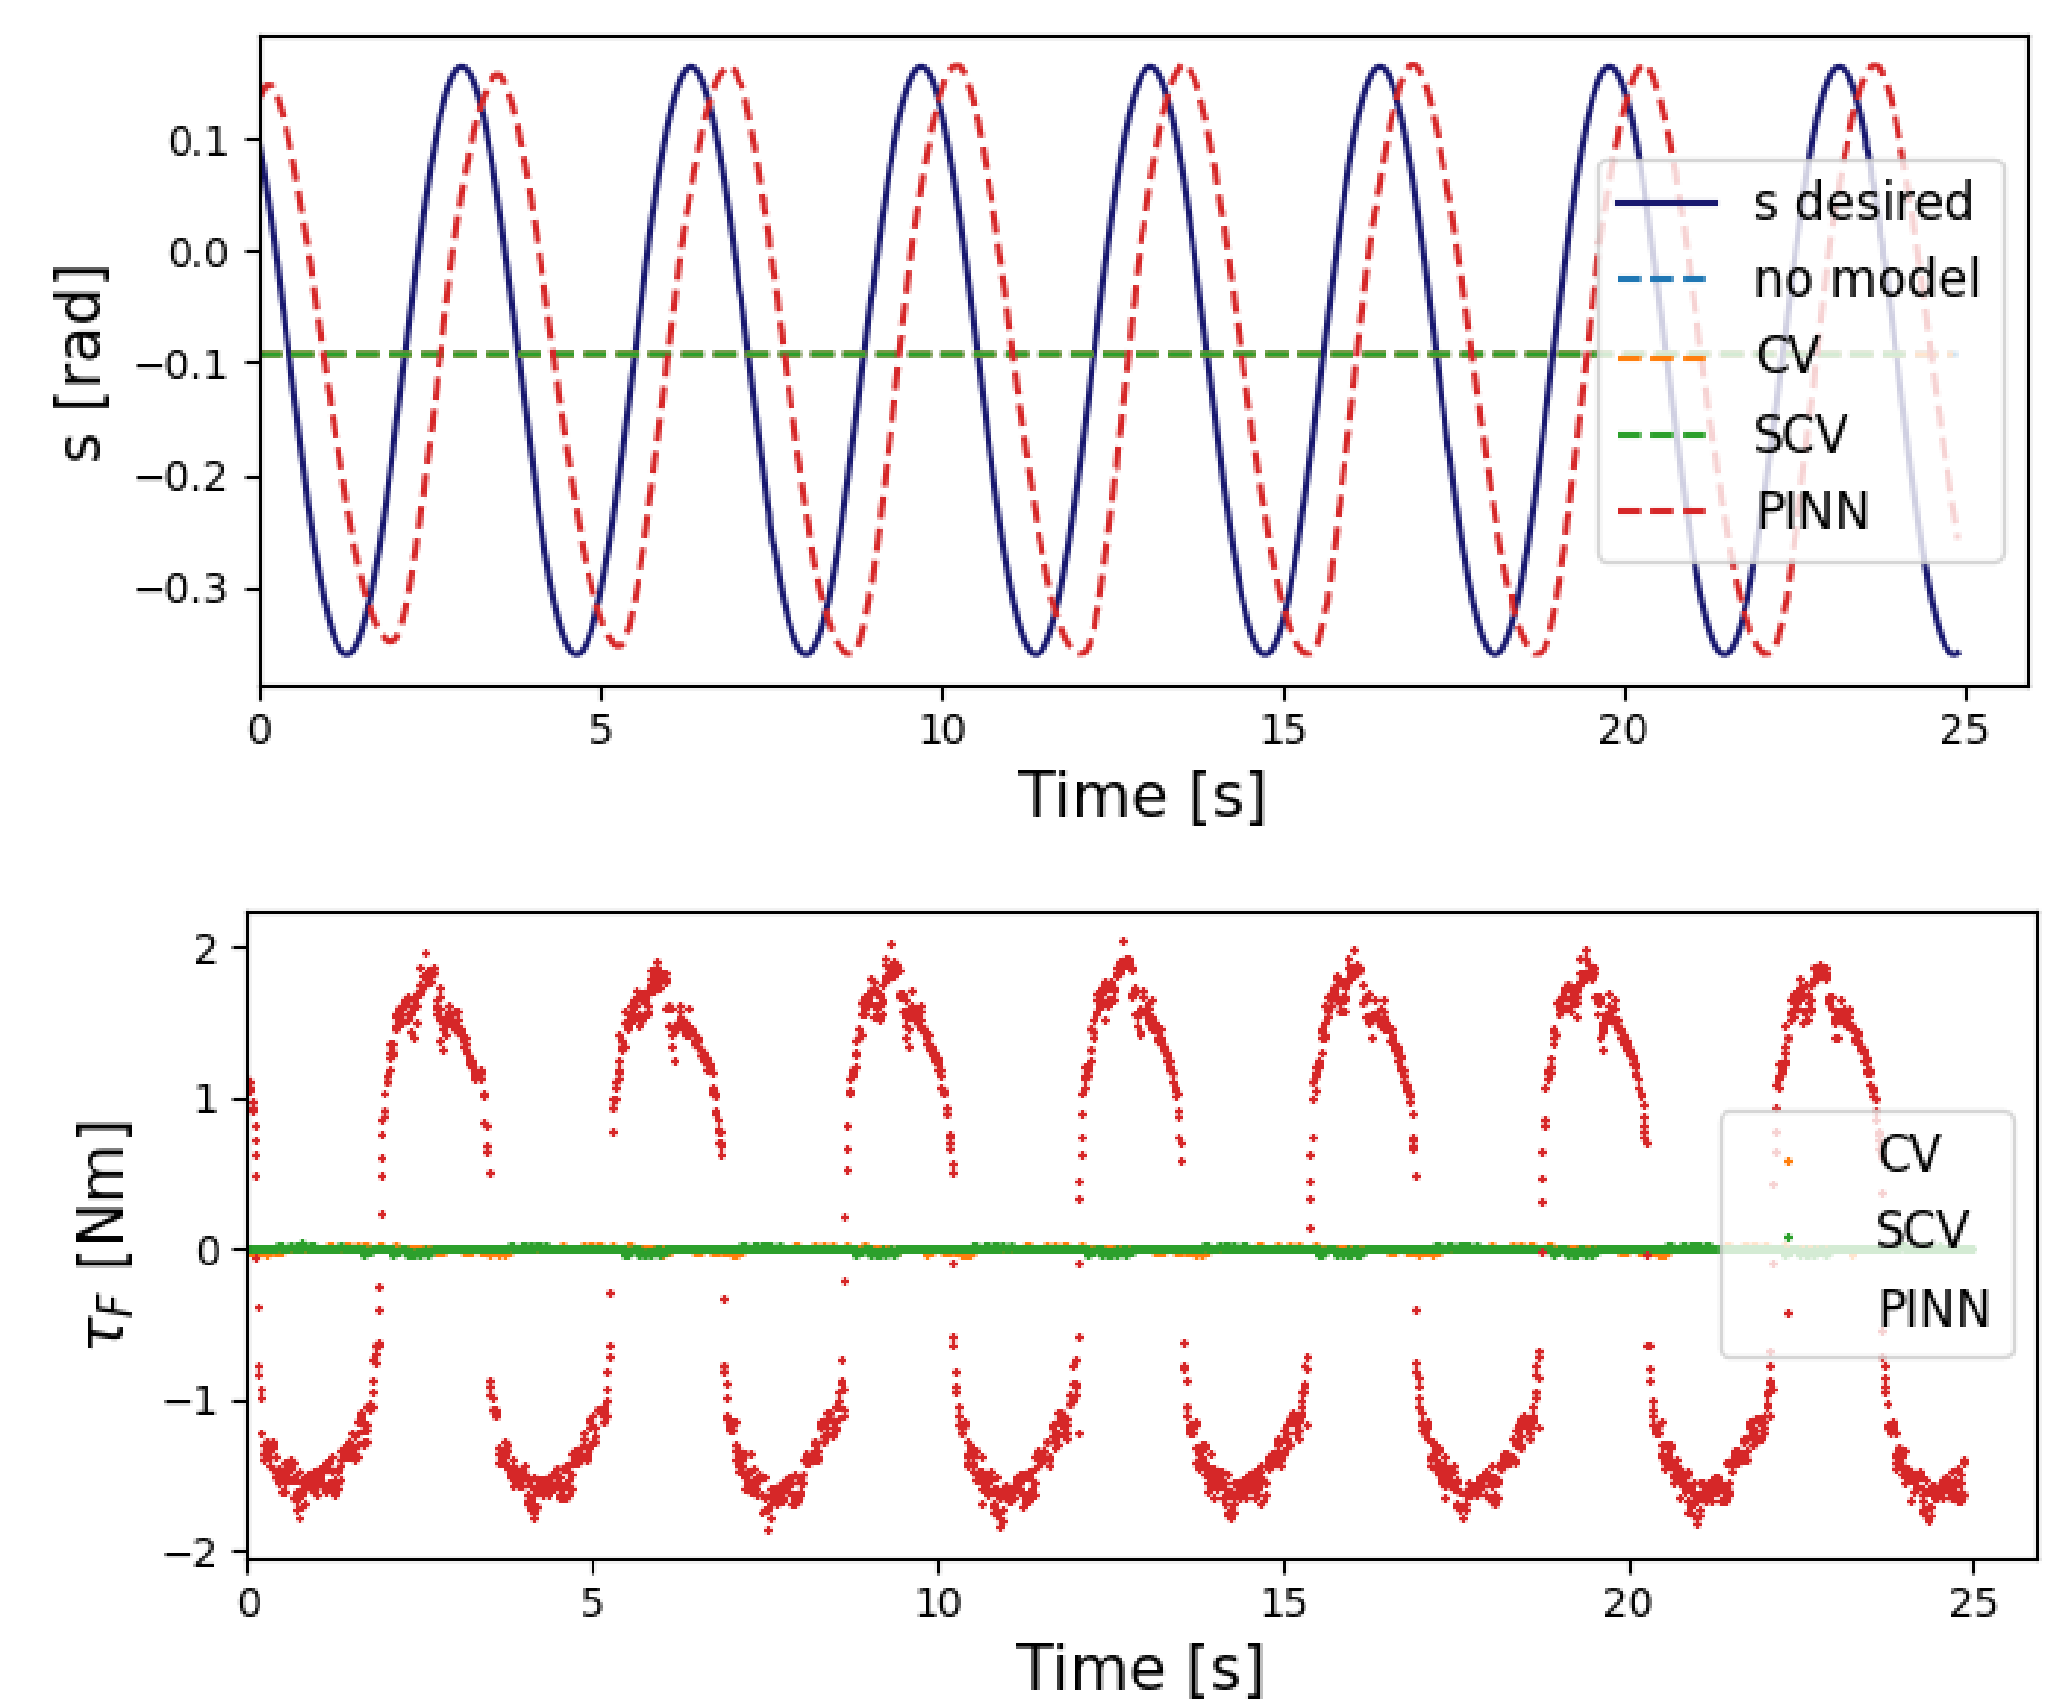 0.1
0.0
−0.1
−0.2
−0.3
s [rad]
s desired
no model
CV
SCV
PINN
0 5 10 15 20 25
Time [s]
2
1
0
−1
−2
τF [Nm]
CV
SCV
PINN
0 5 10 15 20 25
Time [s]